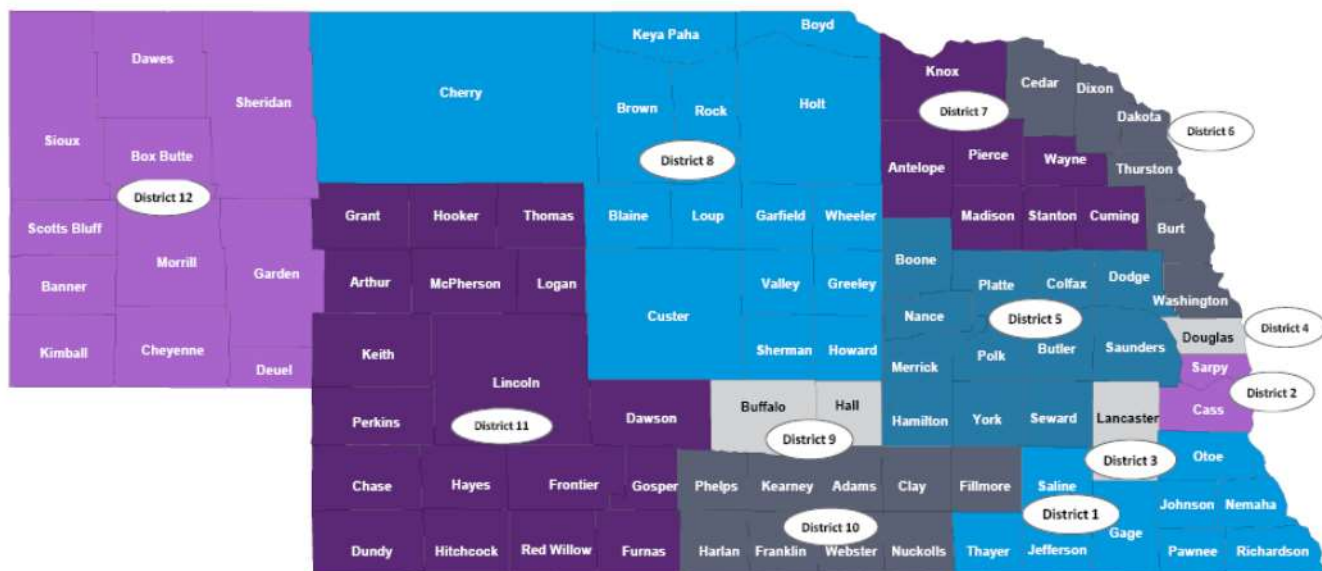 Boyd
Keya Paha
Dawes
Knox
Cedar
Dixon
Sheridan
Cherry
Brown
Rock
Holt
District 7
Dakota
District 6
Sioux
Box Butte
District 8
Antelope
Pierce
Wayne
Thurston
District 12
Grant
Hooker
Thomas
Blaine
Loup
Garfield
Wheeler
Madison
Stanton
Cuming
Scotts Bluff
Burt
Morrill
Garden
Boone
Banner
Arthur
McPherson
Logan
Valley
Greeley
Platte
Colfax
Dodge
Washington
Custer
Nance
District 5
District 4
Kimball
Cheyenne
Keith
Sherman
Howard
Polk
Butler
Saunders
Douglas
Deuel
Merrick
Sarpy
Lincoln
District 2
Perkins
District 11
Dawson
Buffalo
Hall
Hamilton
York
Seward
Lancaster
Cass
District 9
District 3
Otoe
Chase
Hayes
Frontier
Gosper
Phelps
Kearney
Adams
Clay
Fillmore
Saline
Johnson
Nemaha
District 10
District 1
Gage
Dundy
Hitchcock
Red Willow
Furnas
Harlan
Franklin
Webster
Nuckolls
Thayer
Jefferson
Pawnee
Richardson